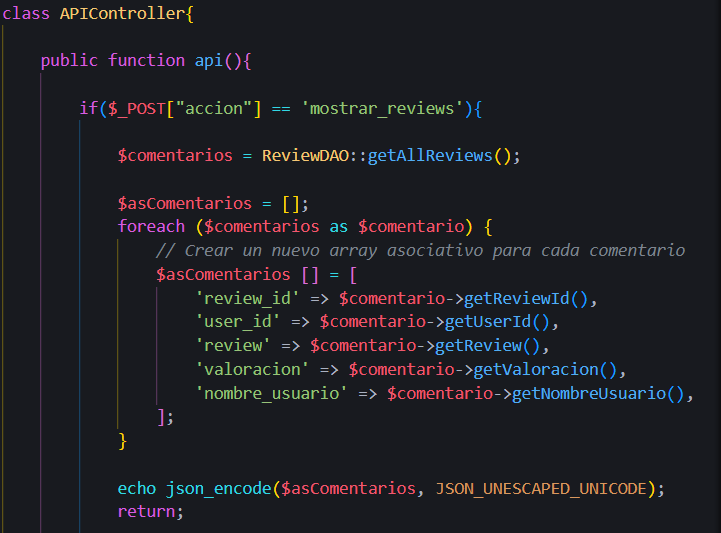 class APIController{
public function api(){
if($_POST["accion"] == 'mostrar_reviews'){
$comentarios = ReviewDAO::getAllReviews();
$asComentarios = [];
foreach ($comentarios as $comentario) {
// Crear un nuevo array asociativo para cada comentario
$asComentarios [] = [
'review_id' => $comentario->getReviewId(),
'user_id' => $comentario->getUserId(),
'review' => $comentario->getReview(),
'valoracion' => $comentario->getValoracion(),
'nombre_usuario' => $comentario->getNombreUsuario(),
];
}
echo json_encode($asComentarios, JSON_UNESCAPED_UNICODE);
return;